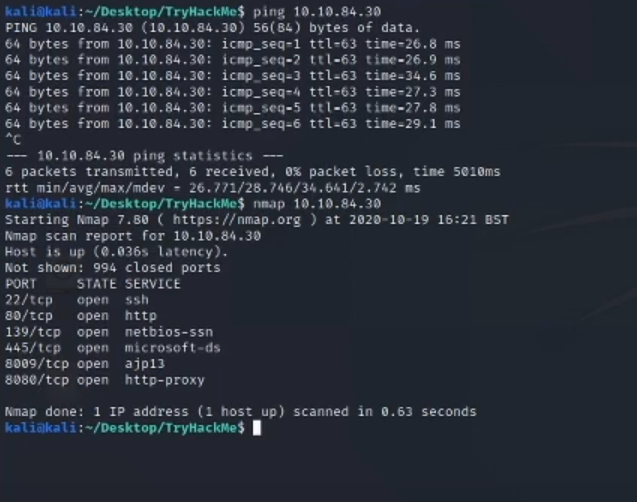 kali@kali:~/Desktop/TryHackMe$ ping 10.10.84.30
PING 10.10.84.30 (10.10.84.30) 56(84) bytes of data.
64 bytes from 10.10.84.30: icmp_seq=1 ttl=63 time=26.8 ms
64 bytes from 10.10.84.30: icmp_seq=2 ttl=63 time=26.9 ms
64 bytes from 10.10.84.30: icmp_seq=3 ttl=63 time=34.6 ms
64 bytes from 10.10.84.30: icmp_seq=4 ttl=63 time=27.3 ms
64 bytes from 10.10.84.30: icmp_seq=5 ttl=63 time=27.8 ms
64 bytes from 10.10.84.30: icmp_seq=6 ttl=63 time=29.1 ms
^C
--- 10.10.84.30 ping statistics ---
6 packets transmitted, 6 received, 0% packet loss, time 5010ms
rtt min/avg/max/mdev = 26.771/28.746/34.641/2.742 ms
kali@kali:~/Desktop/TryHackMe$ nmap 10.10.84.30
Starting Nmap 7.80 ( https://nmap.org ) at 2020-10-19 16:21 BST
Nmap scan report for 10.10.84.30
Host is up (0.036s latency).
Not shown: 994 closed ports
PORT     STATE SERVICE
22/tcp   open  ssh
80/tcp   open  http
139/tcp  open  netbios-ssn
445/tcp  open  microsoft-ds
8009/tcp open  ajp13
8080/tcp open  http-proxy
Nmap done: 1 IP address (1 host up) scanned in 0.63 seconds
kali@kali:~/Desktop/TryHackMe$